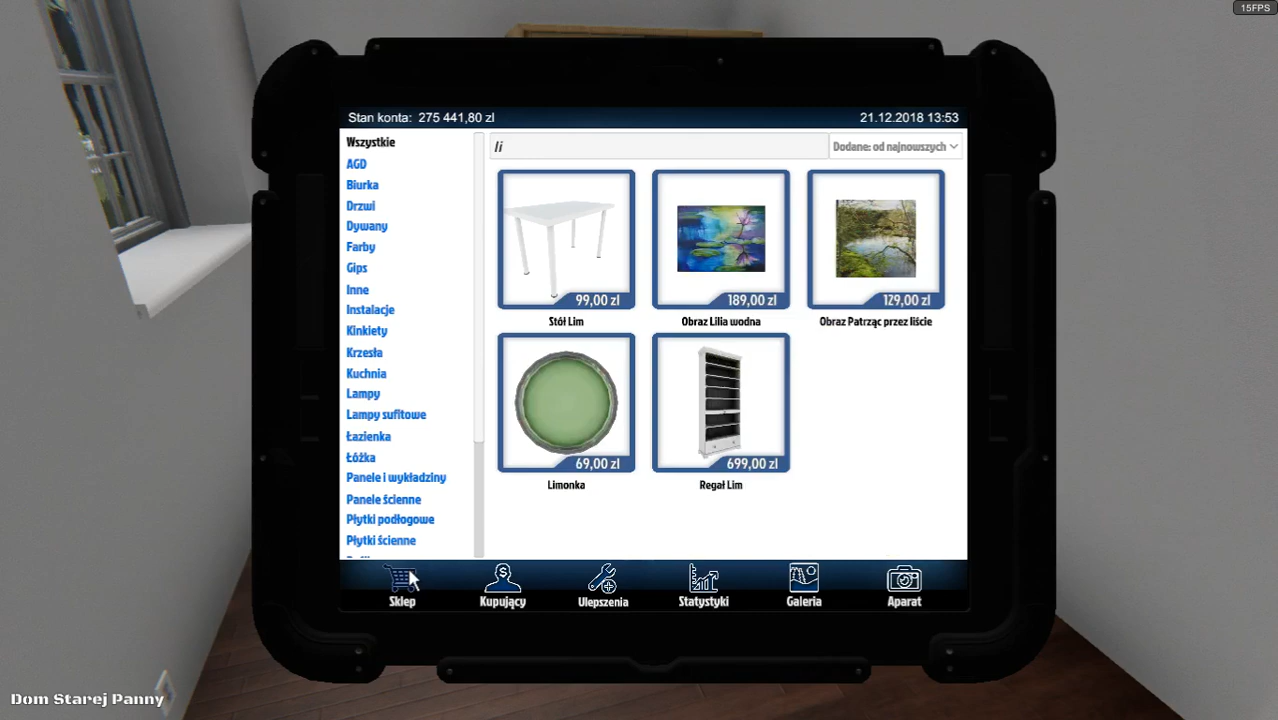 15FPS
Stan konta: 275 441,80 zl
21.12.2018 13:53
Wszystkie
AGD
Biurka
Drzwi
Dywany
Farby
Gips
Inne
Instalacje
Kinkiety
Krzesła
Kuchnia
Lampy
Lampy sufitowe
Łazienka
Łóżka
Panele i wykładziny
Panele ścienne
Płytki podłogowe
Płytki ścienne
li
Dodane: od najnowszych
99,00 zl
189,00 zl
129,00 zl
Stół Lim
Obraz Lilia wodna
Obraz Patrząc przez liście
69,00 zl
699,00 zl
Limonka
Regał Lim
Sklep
Kupujący
Ulepszenia
Statystyki
Galeria
Aparat
Dom Starej Panny